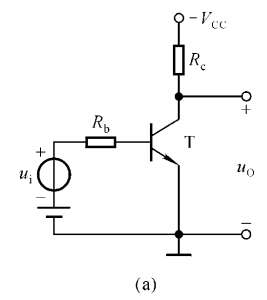 -V_CC
R_c
+
R_b
T
+
u_i
u_O
-
-
(a)